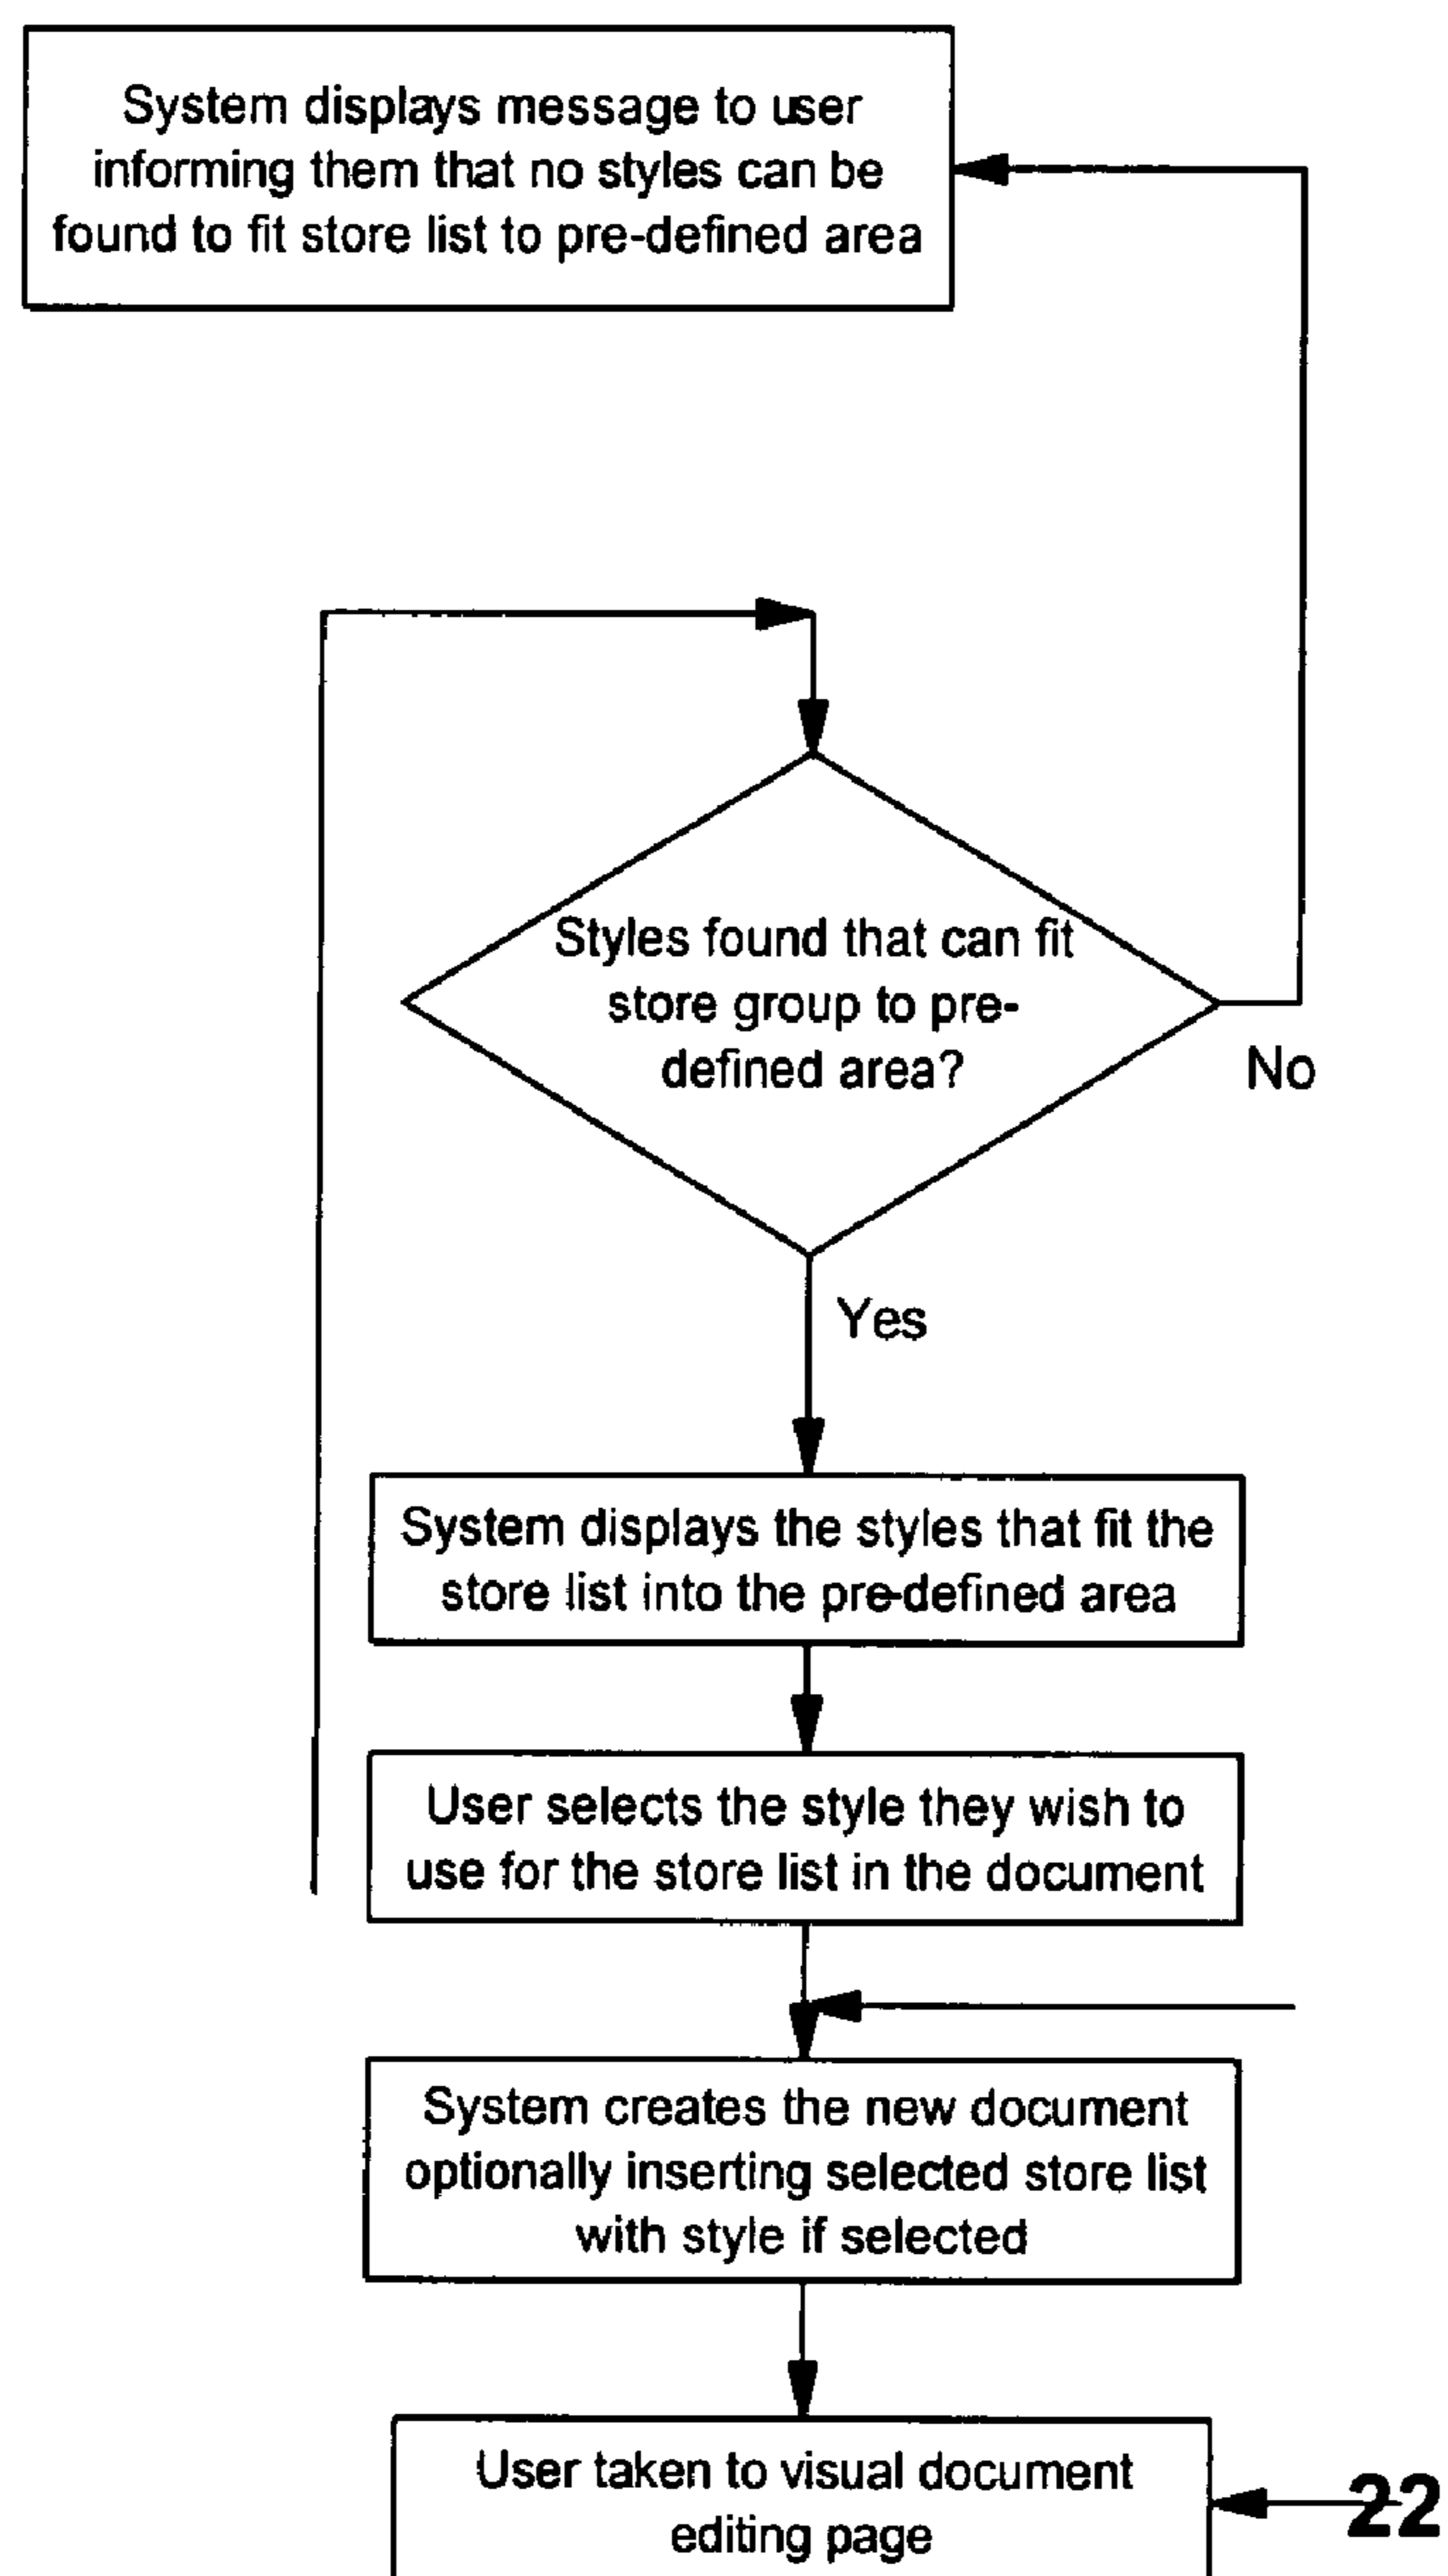 System displays message to user
informing them that no styles can be
found to fit store list to pre-defined area
Styles found that can fit
store group to pre-
defined area?
No
Yes
System displays the styles that fit the
store list into the pre-defined area
User selects the style they wish to
use for the store list in the document
System creates the new document
optionally inserting selected store list
with style if selected
User taken to visual document
editing page
22